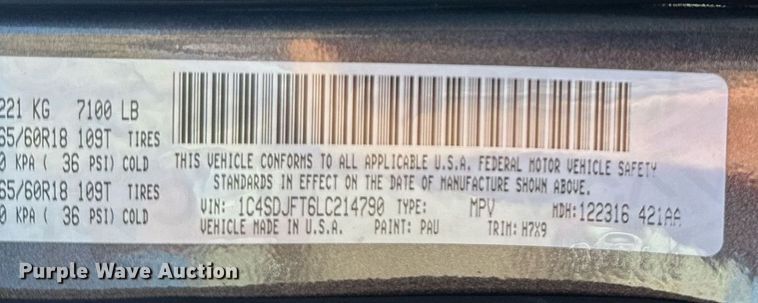 221 KG 7100 LB
65/60R18 109T TIRES
0 KPA ( 36 PSI) COLD
65/60R18 109T TIRES
0 KPA ( 36 PSI) COLD
THIS VEHICLE CONFORMS TO ALL APPLICABLE U.S.A. FEDERAL MOTOR VEHICLE SAFETY
STANDARDS IN EFFECT ON THE DATE OF MANUFACTURE SHOWN ABOVE.
VIN: 1C4SDJFT6LC214790 TYPE: MPV MDH:122316 421AA
VEHICLE MADE IN U.S.A. PAINT: PAU TRIM: H7X9
Purple Wave Auction